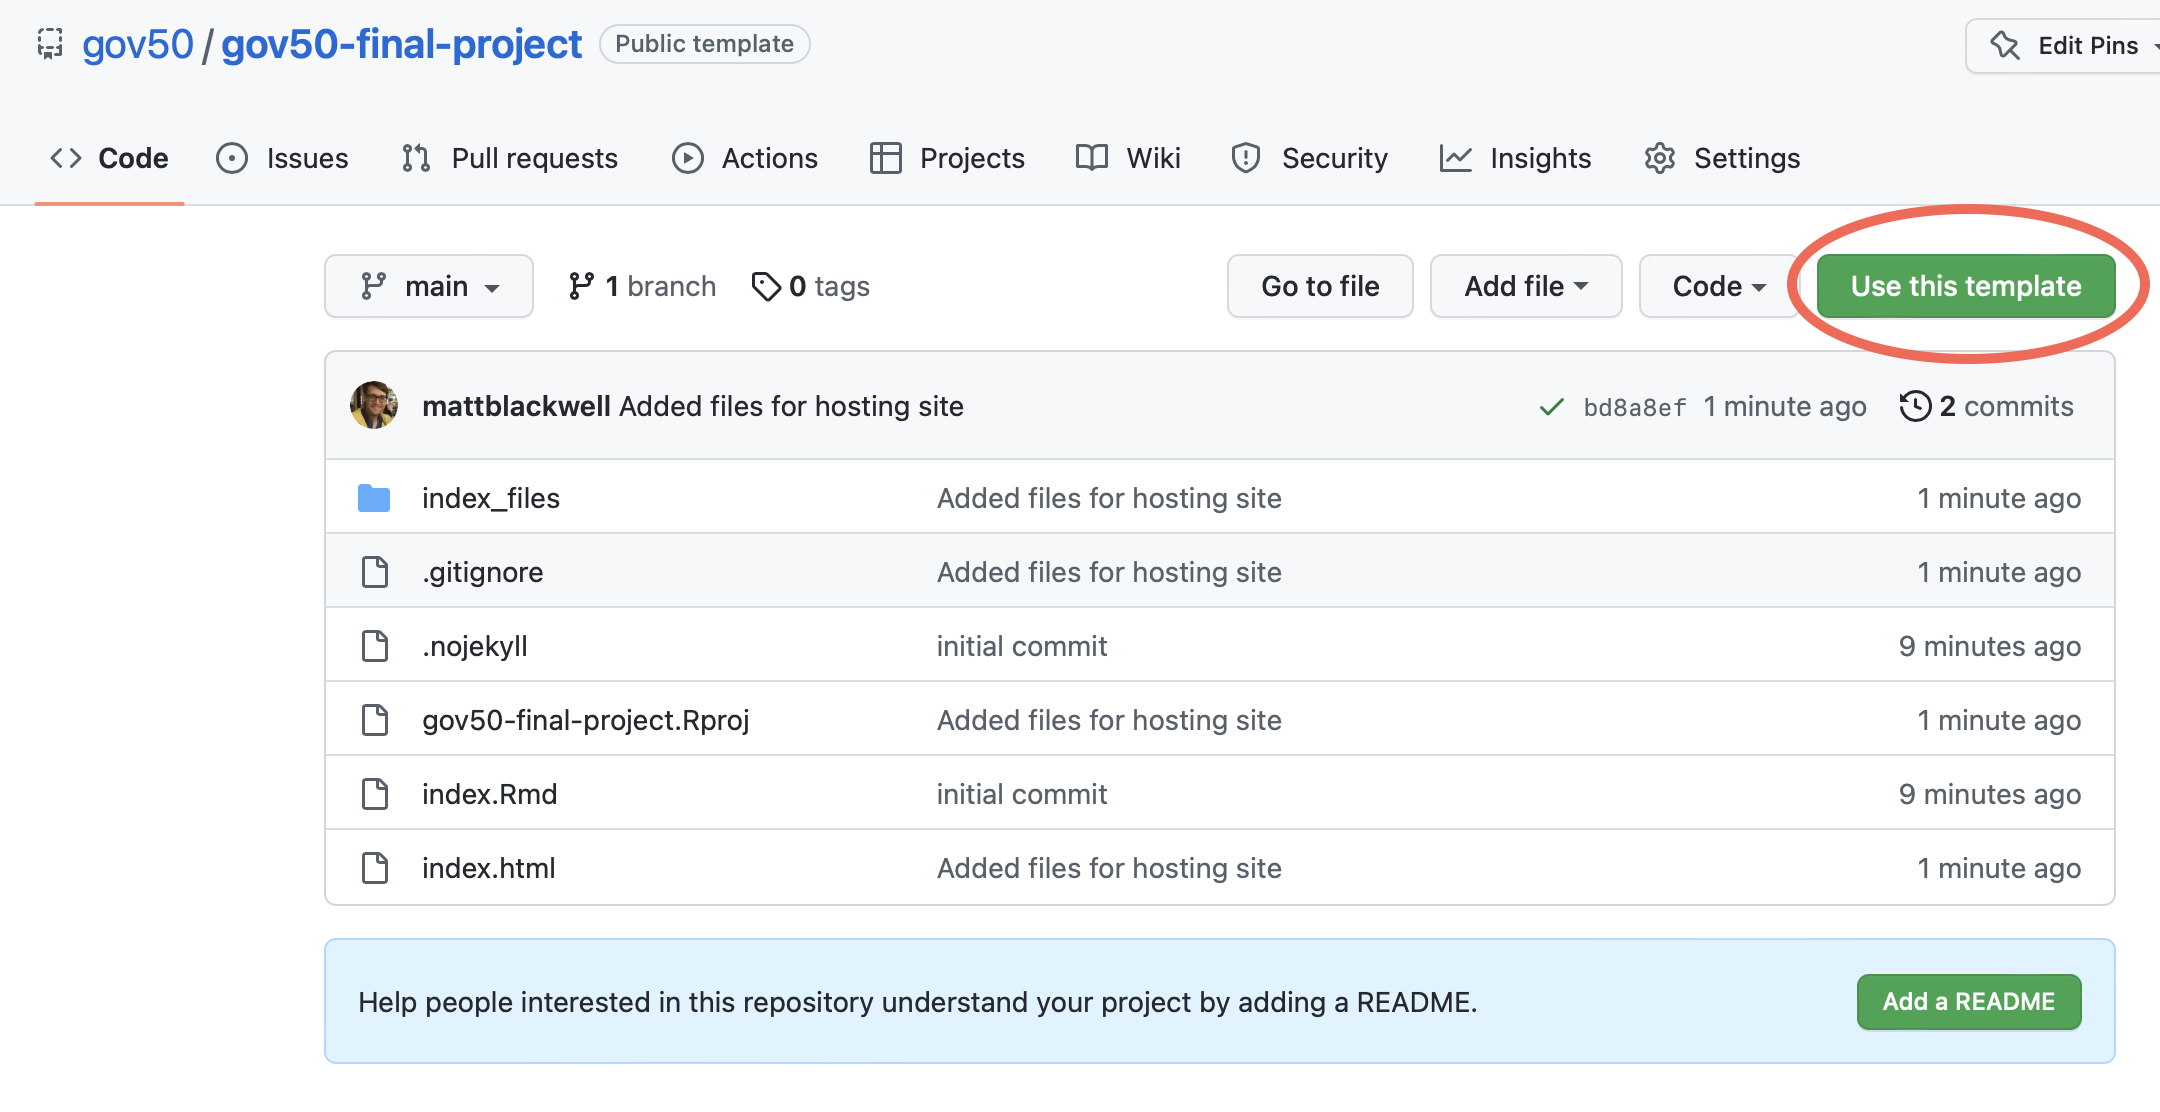 gov50 / gov50-final-project Public template Edit Pins
Code Issues Pull requests Actions Projects Wiki Security Insights Settings
main 1 branch 0 tags Go to file Add file Code Use this template
mattblackwell Added files for hosting site bd8a8ef 1 minute ago 2 commits
index_files Added files for hosting site 1 minute ago
.gitignore Added files for hosting site 1 minute ago
.nojekyll initial commit 9 minutes ago
gov50-final-project.Rproj Added files for hosting site 1 minute ago
index.Rmd initial commit 9 minutes ago
index.html Added files for hosting site 1 minute ago
Help people interested in this repository understand your project by adding a README. Add a README